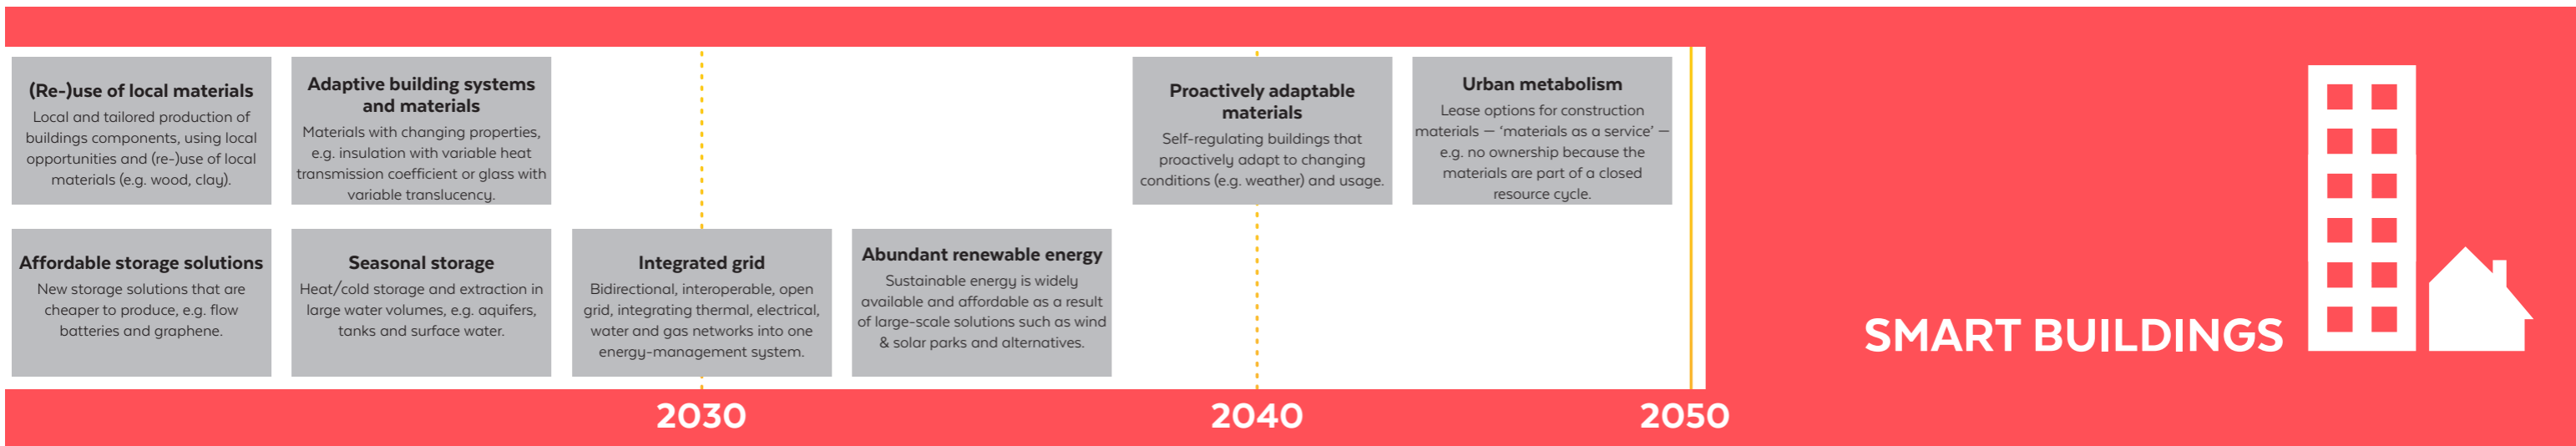 (Re-)use of local materials
Local and tailored production of
buildings components, using local
opportunities and (re-)use of local
materials (e.g. wood, clay).
Adaptive building systems
and materials
Materials with changing properties,
e.g. insulation with variable heat
transmission coefficient or glass with
variable translucency.
Proactively adaptable
materials
Self-regulating buildings that
proactively adapt to changing
conditions (e.g. weather) and usage.
Urban metabolism
Lease options for construction
materials – ‘materials as a service’ –
e.g. no ownership because the
materials are part of a closed
resource cycle.
Affordable storage solutions
New storage solutions that are
cheaper to produce, e.g. flow
batteries and graphene.
Seasonal storage
Heat/cold storage and extraction in
large water volumes, e.g. aquifers,
tanks and surface water.
Integrated grid
Bidirectional, interoperable, open
grid, integrating thermal, electrical,
water and gas networks into one
energy-management system.
Abundant renewable energy
Sustainable energy is widely
available and affordable as a result
of large-scale solutions such as wind
& solar parks and alternatives.
SMART BUILDINGS
2030
2040
2050